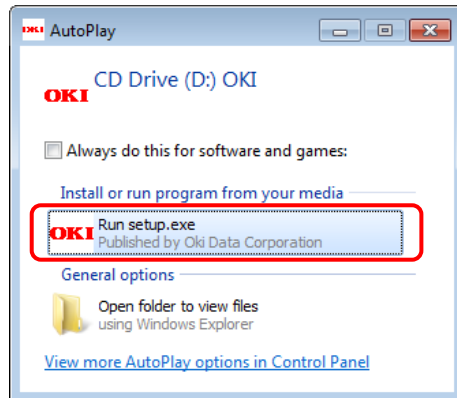 OKI AutoPlay
CD Drive (D:) OKI
OKI
Always do this for software and games:
Install or run program from your media
OKI
Run setup.exe
Published by Oki Data Corporation
General options
Open folder to view files
using Windows Explorer
View more AutoPlay options in Control Panel